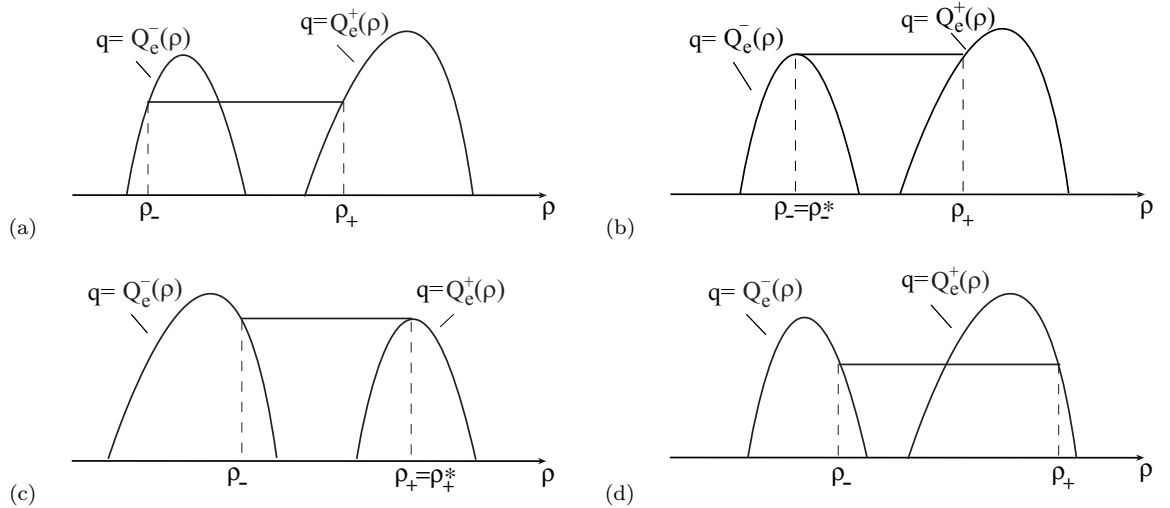 q= Q_e^-(ρ)
q= Q_e^+(ρ)
ρ_-
ρ_+
ρ
(a)
q= Q_e^-(ρ)
q= Q_e^+(ρ)
ρ_-=ρ_-^*
ρ_+
ρ
(b)
q= Q_e^-(ρ)
q= Q_e^+(ρ)
ρ_-
ρ_+=ρ_+^*
ρ
(c)
q= Q_e^-(ρ)
q= Q_e^+(ρ)
ρ_-
ρ_+
ρ
(d)